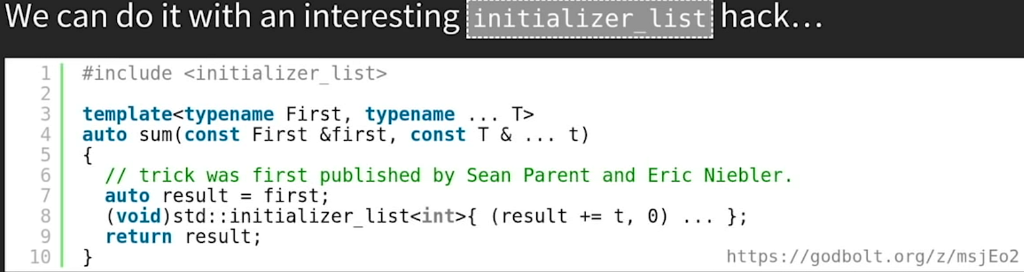 We can do it with an interesting initializer_list hack...
1 #include <initializer_list>
2
3 template<typename First, typename ... T>
4 auto sum(const First &first, const T & ... t)
5 {
6 // trick was first published by Sean Parent and Eric Niebler.
7 auto result = first;
8 (void)std::initializer_list<int>{ (result += t, 0) ... };
9 return result;
10 }
https://godbolt.org/z/msjEo2